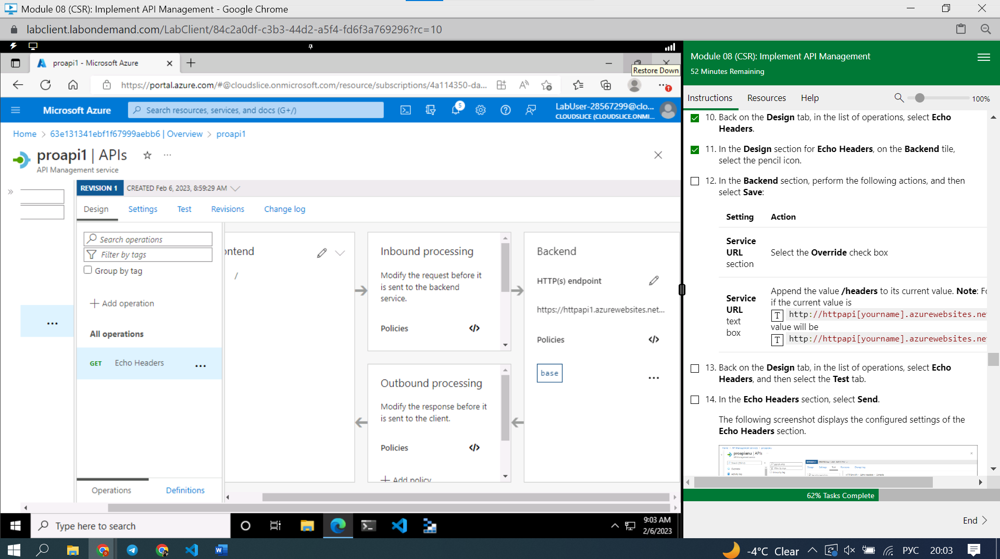 Module 08 (CSR): Implement API Management - Google Chrome
labclient.labondemand.com/LabClient/84c2a0df-c3b3-44d2-a5f4-fd6f3a769296?rc=10
proapi1 - Microsoft Azure
Restore Down
https://portal.azure.com/#@cloudslice.onmicrosoft.com/resource/subscriptions/4a114350-da...
Microsoft Azure
Search resources, services, and docs (G+/)
5
LabUser-28567299@clo...
CLOUDSLICE (CLOUDSLICE.ONMI...
Home > 63e131341ebf1f67999aebb6 | Overview > proapi1
proapi1 | APIs
API Management service
REVISION 1 CREATED Feb 6, 2023, 8:59:29 AM
Design Settings Test Revisions Change log
Search operations
Filter by tags
Group by tag
+ Add operation
All operations
GET Echo Headers ...
Operations Definitions
ontend
/
Inbound processing
Modify the request before it
is sent to the backend
service.
Policies </>
Outbound processing
Modify the response before it
is sent to the client.
Policies </>
+ Add policy
Backend
HTTP(s) endpoint
https://httpapi1.azurewebsites.net...
Policies </>
base ...
Type here to search
9:03 AM
2/6/2023
Module 08 (CSR): Implement API Management
52 Minutes Remaining
Instructions Resources Help
100%
10. Back on the Design tab, in the list of operations, select Echo
Headers.
11. In the Design section for Echo Headers, on the Backend tile,
select the pencil icon.
12. In the Backend section, perform the following actions, and then
select Save:
Setting Action
Service
URL
section
Select the Override check box
Service
URL
text
box
Append the value /headers to its current value. Note: Fo
if the current value is
T http://httpapi[yourname].azurewebsites.ne
value will be
T http://httpapi[yourname].azurewebsites.ne
13. Back on the Design tab, in the list of operations, select Echo
Headers, and then select the Test tab.
14. In the Echo Headers section, select Send.
The following screenshot displays the configured settings of the
Echo Headers section.
proapianu | APIs
62% Tasks Complete
End >
-4°C Clear
РУС
20:03